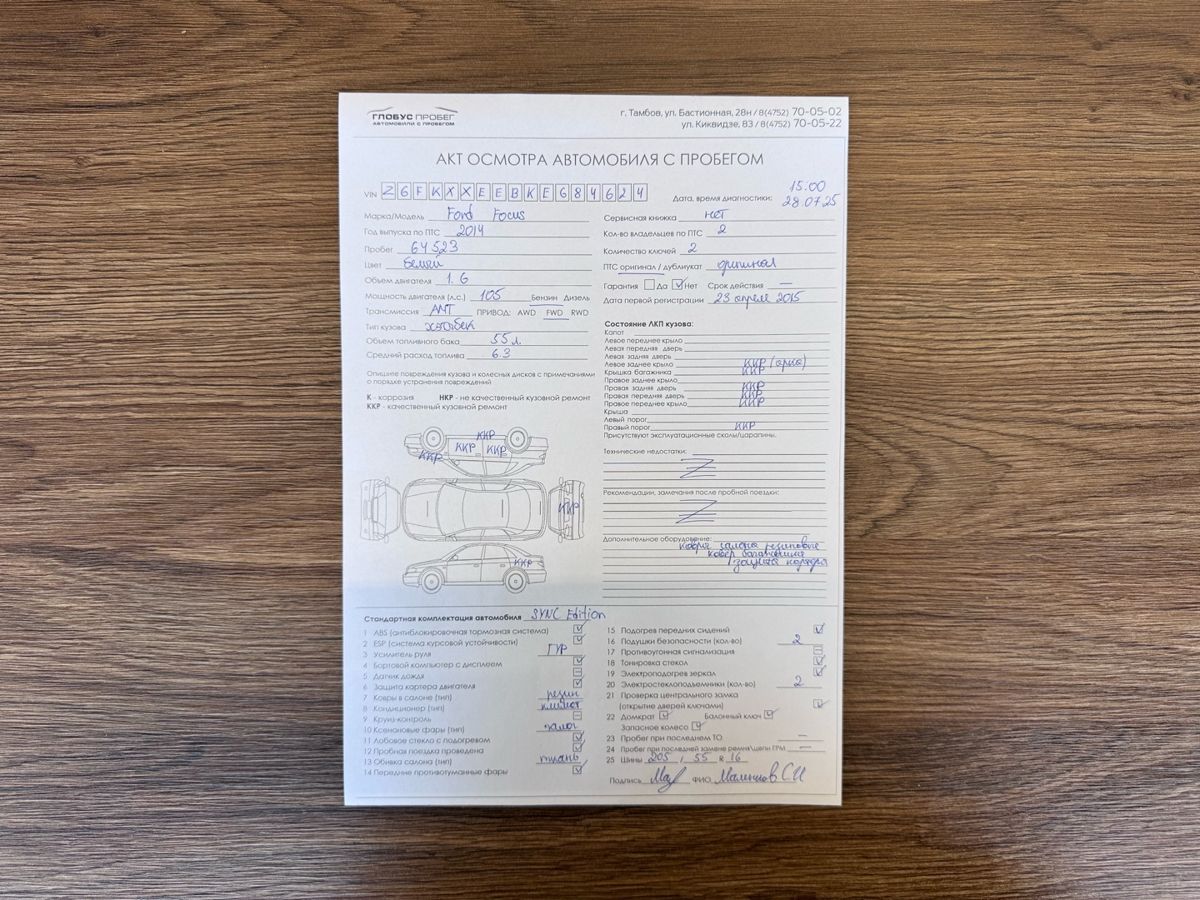 ГЛОБУС ПРОБЕГ
АВТОМОБИЛИ С ПРОБЕГОМ
г. Тамбов, ул. Бастионная, 28н / 8(4752) 70-05-02
ул. Киквидзе, 83 / 8(4752) 70-05-22
АКТ ОСМОТРА АВТОМОБИЛЯ С ПРОБЕГОМ
VIN Z6FKXXEEBKEG84624
Дата, время диагностики: 15.00 28.07.25
Марка/Модель Ford Focus
Год выпуска по ПТС 2014
Пробег 64523
Цвет белый
Объем двигателя 1.6
Мощность двигателя (л.с.) 105 Бензин Дизель
Трансмиссия АМТ ПРИВОД: AWD FWD RWD
Тип кузова хэтчбек
Объем топливного бака 55 л.
Средний расход топлива 6.3
Опишите повреждения кузова и колесных дисков с примечаниями
о порядке устранения повреждений
К - коррозия НКР - не качественный кузовной ремонт
ККР - качественный кузовной ремонт
ККР
ККР ККР
ККР
ККР
ККР
Сервисная книжка нет
Кол-во владельцев по ПТС 2
Количество ключей 2
ПТС оригинал / дубликат оригинал
Гарантия Да Нет Срок действия —
Дата первой регистрации 23 апреля 2015
Состояние ЛКП кузова:
Капот
Левое переднее крыло
Левая передняя дверь
Левая задняя дверь
Левое заднее крыло ККР (арка)
Крышка багажника ККР
Правое заднее крыло
Правая задняя дверь ККР
Правая передняя дверь ККР
Правое переднее крыло ККР
Крыша
Левый порог
Правый порог ККР
Присутствуют эксплуатационные сколы/царапины.
Технические недостатки:
Рекомендации, замечания после пробной поездки:
Дополнительное оборудование:
ковры салона резиновые
ковер багажника
защита картера
Стандартная комплектация автомобиля SYNC Edition
1 ABS (антиблокировочная тормозная система)
2 ESP (система курсовой устойчивости)
3 Усилитель руля ГУР
4 Бортовой компьютер с дисплеем
5 Датчик дождя
6 Защита картера двигателя
7 Ковры в салоне (тип) резин
8 Кондиционер (тип) климат
9 Круиз-контроль
10 Ксеноновые фары (тип) галог
11 Лобовое стекло с подогревом
12 Пробная поездка проведена
13 Обивка салона (тип) ткань
14 Передние противотуманные фары
15 Подогрев передних сидений
16 Подушки безопасности (кол-во) 2
17 Противоугонная сигнализация
18 Тонировка стекол
19 Электроподогрев зеркал
20 Электростеклоподъемники (кол-во) 2
21 Проверка центрального замка
(открытие дверей ключами)
22 Домкрат Балонный ключ
Запасное колесо
23 Пробег при последнем ТО —
24 Пробег при последней замене ремня\цепи ГРМ —
25 Шины 205 / 55 R 16
Подпись ФИО